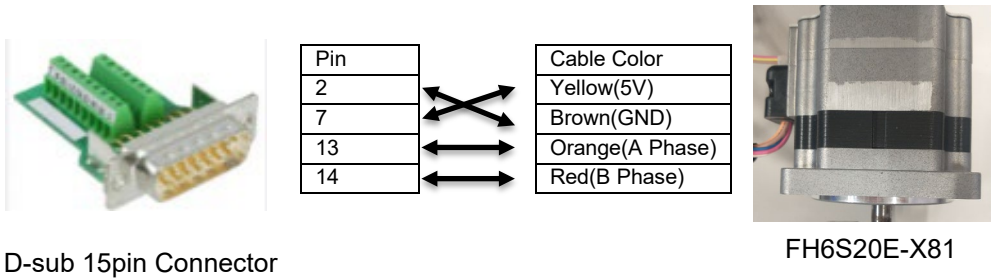 Pin
2
7
13
14
Cable Color
Yellow(5V)
Brown(GND)
Orange(A Phase)
Red(B Phase)
D-sub 15pin Connector
FH6S20E-X81